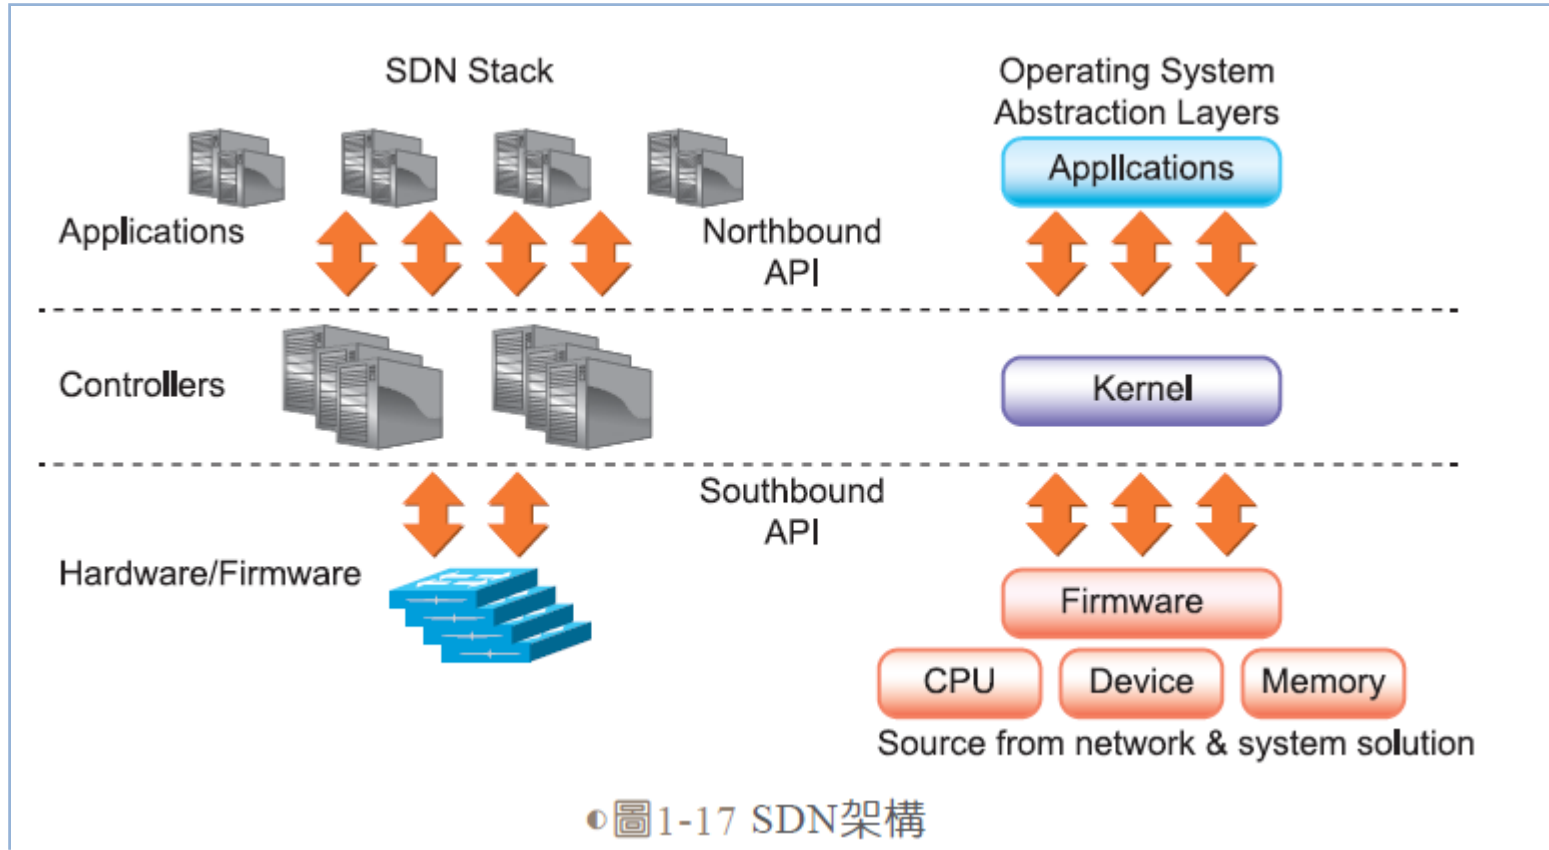 SDN Stack
Operating System
Abstraction Layers
Applications
Applications
Northbound
API
Controllers
Kernel
Southbound
API
Hardware/Firmware
Firmware
CPU
Device
Memory
Source from network & system solution
◐圖1-17 SDN架構